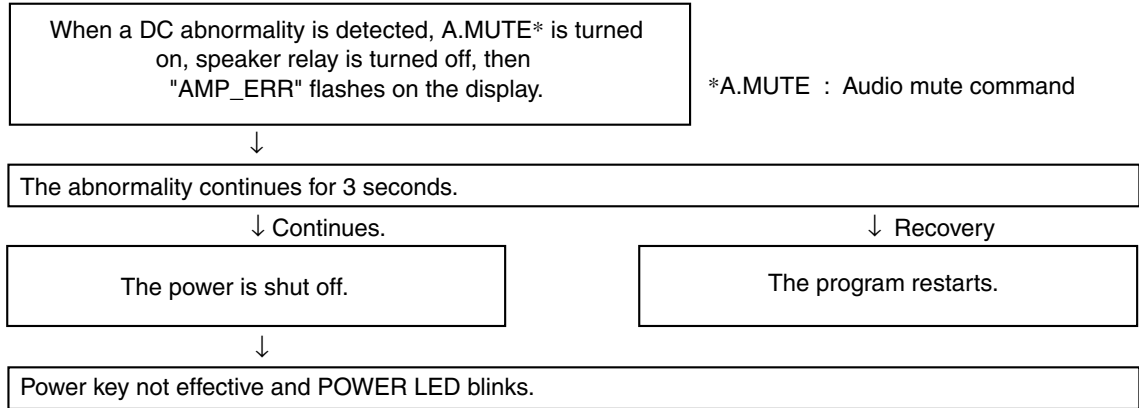 When a DC abnormality is detected, A.MUTE* is turned
on, speaker relay is turned off, then
"AMP_ERR" flashes on the display.
*A.MUTE : Audio mute command
↓
The abnormality continues for 3 seconds.
↓ Continues.
↓ Recovery
The power is shut off.
The program restarts.
↓
Power key not effective and POWER LED blinks.